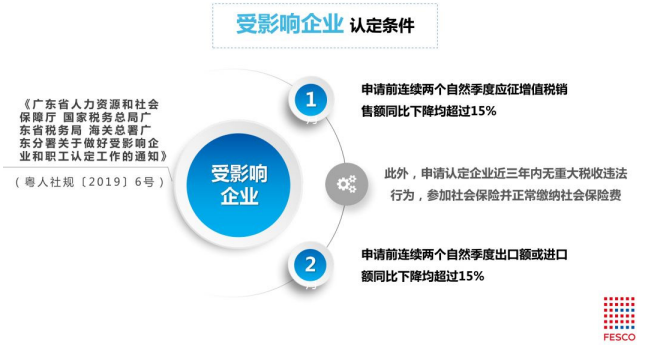 受影响企业 认定条件
《广东省人力资源和社会
保障厅 国家税务总局广
东省税务局 海关总署广
东分署关于做好受影响企
业和职工认定工作的通知》
（粤人社规〔2019〕6号）
受影响
企业
1
申请前连续两个自然季度应征增值税销
售额同比下降均超过15%
此外，申请认定企业近三年内无重大税收违法
行为，参加社会保险并正常缴纳社会保险费
2
申请前连续两个自然季度出口额或进口
额同比下降均超过15%
FESCO